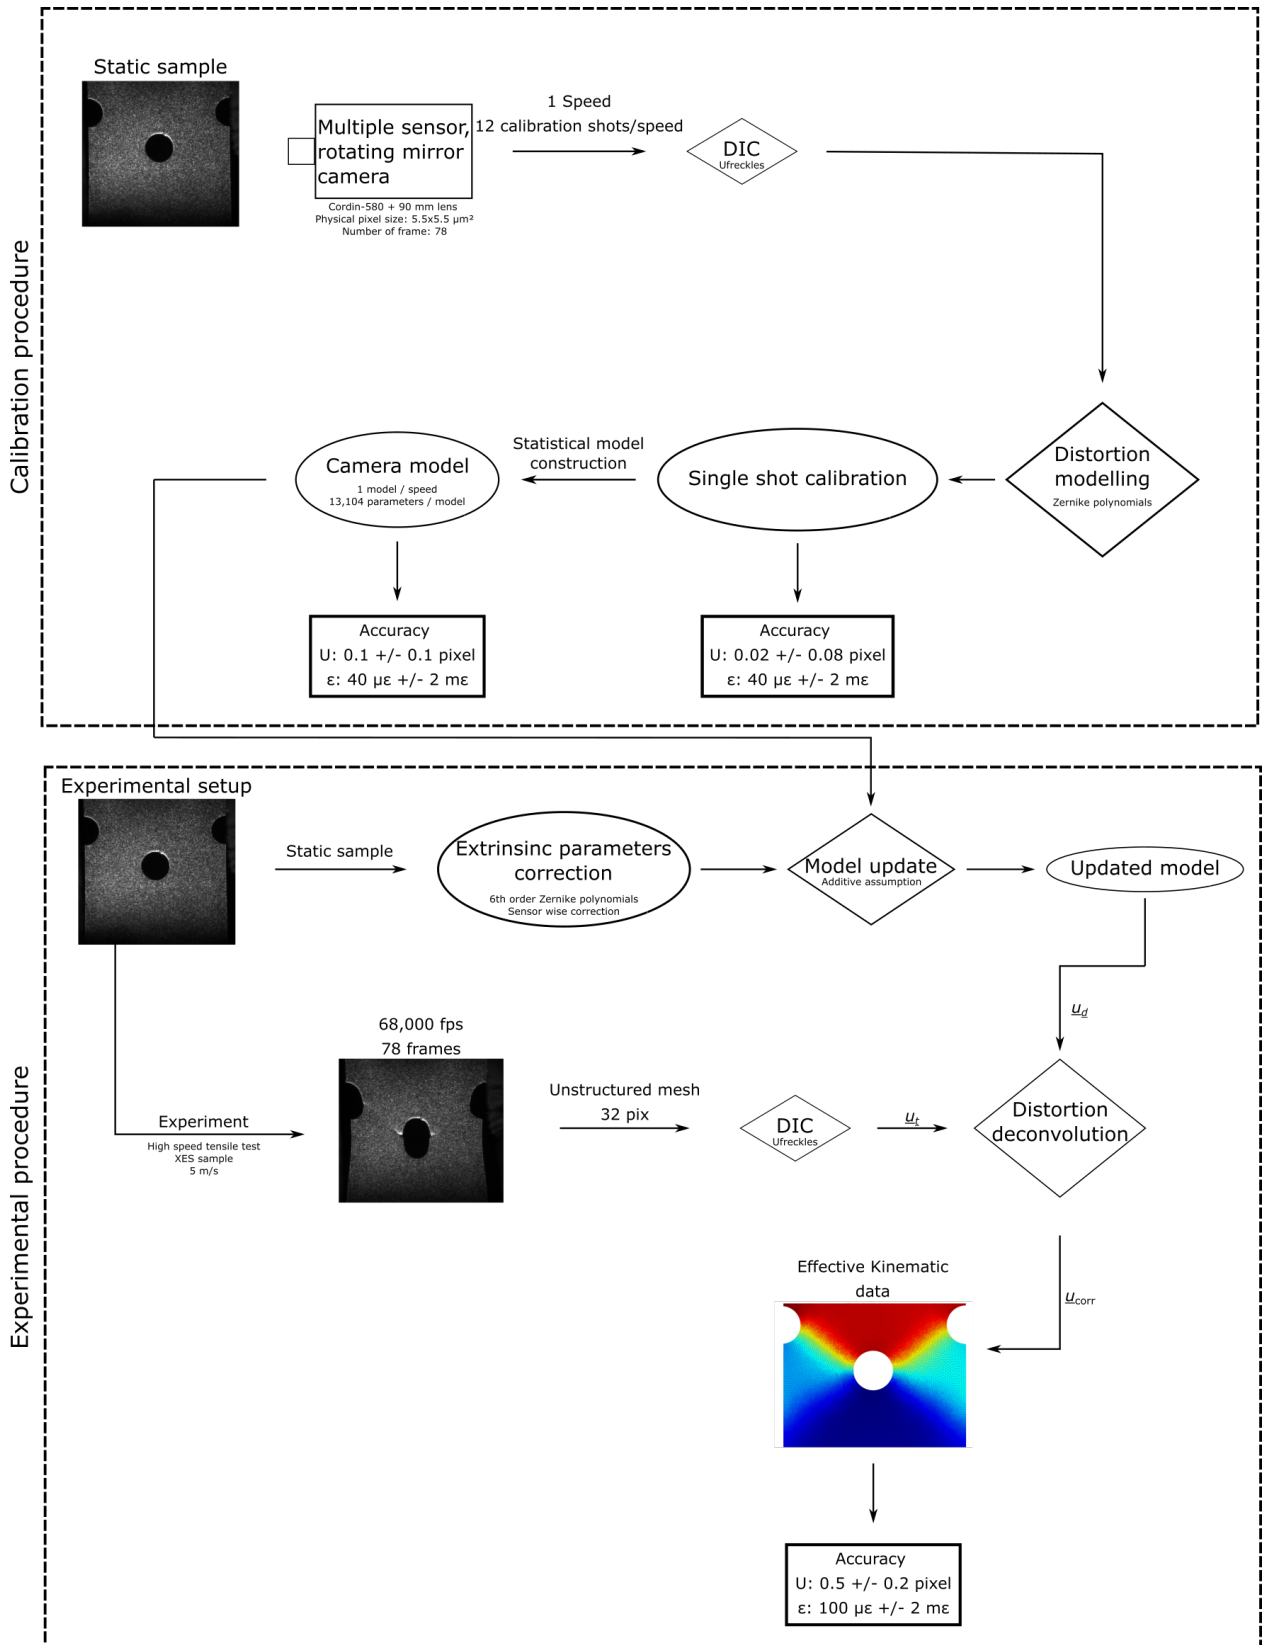 Calibration procedure
Static sample
Multiple sensor,
rotating mirror
camera
Cordin-580 + 90 mm lens
Physical pixel size: 5.5x5.5 µm²
Number of frame: 78
1 Speed
12 calibration shots/speed
DIC
Ufreckles
Distortion
modelling
Zernike polynomials
Single shot calibration
Statistical model
construction
Camera model
1 model / speed
13,104 parameters / model
Accuracy
U: 0.1 +/- 0.1 pixel
ε: 40 µε +/- 2 mε
Accuracy
U: 0.02 +/- 0.08 pixel
ε: 40 µε +/- 2 mε
Experimental procedure
Experimental setup
Static sample
Extrinsinc parameters
correction
6th order Zernike polynomials
Sensor wise correction
Model update
Additive assumption
Updated model
u_d
Experiment
High speed tensile test
XES sample
5 m/s
68,000 fps
78 frames
Unstructured mesh
32 pix
DIC
Ufreckles
u_t
Distortion
deconvolution
u_corr
Effective Kinematic
data
Accuracy
U: 0.5 +/- 0.2 pixel
ε: 100 µε +/- 2 mε